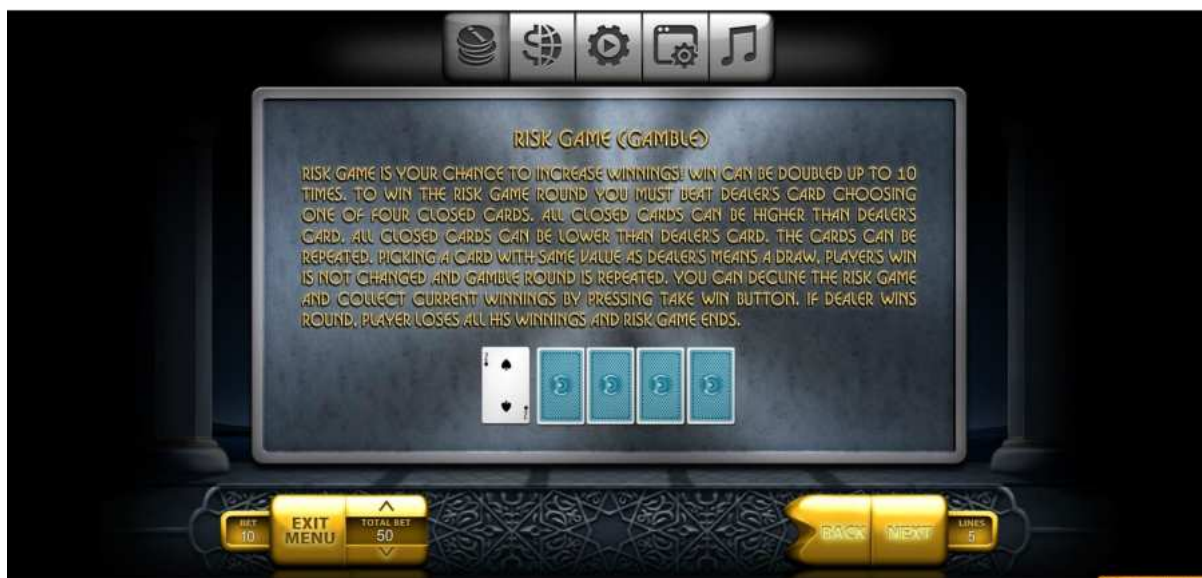 RISK GAME (GAMBLE)
RISK GAME IS YOUR CHANCE TO INCREASE WINNINGS! WIN CAN BE DOUBLED UP TO 10
TIMES. TO WIN THE RISK GAME ROUND YOU MUST BEAT DEALER'S CARD CHOOSING
ONE OF FOUR CLOSED CARDS. ALL CLOSED CARDS CAN BE HIGHER THAN DEALER'S
CARD. ALL CLOSED CARDS CAN BE LOWER THAN DEALER'S CARD. THE CARDS CAN BE
REPEATED. PICKING A CARD WITH SAME VALUE AS DEALER'S MEANS A DRAW, PLAYER'S WIN
IS NOT CHANGED AND GAMBLE ROUND IS REPEATED. YOU CAN DECLINE THE RISK GAME
AND COLLECT CURRENT WINNINGS BY PRESSING TAKE WIN BUTTON. IF DEALER WINS
ROUND, PLAYER LOSES ALL HIS WINNINGS AND RISK GAME ENDS.
2
2
BET
10
EXIT
MENU
TOTAL BET
50
BACK
NEXT
LINES
5